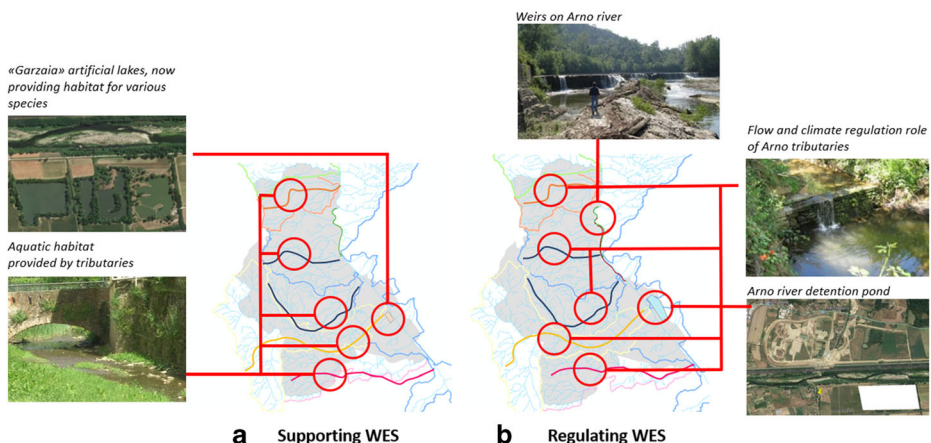 Weirs on Arno river
«Garzaia» artificial lakes, now
providing habitat for various
species
Flow and climate regulation role
of Arno tributaries
Aquatic habitat
provided by tributaries
Arno river detention pond
a Supporting WES
b Regulating WES